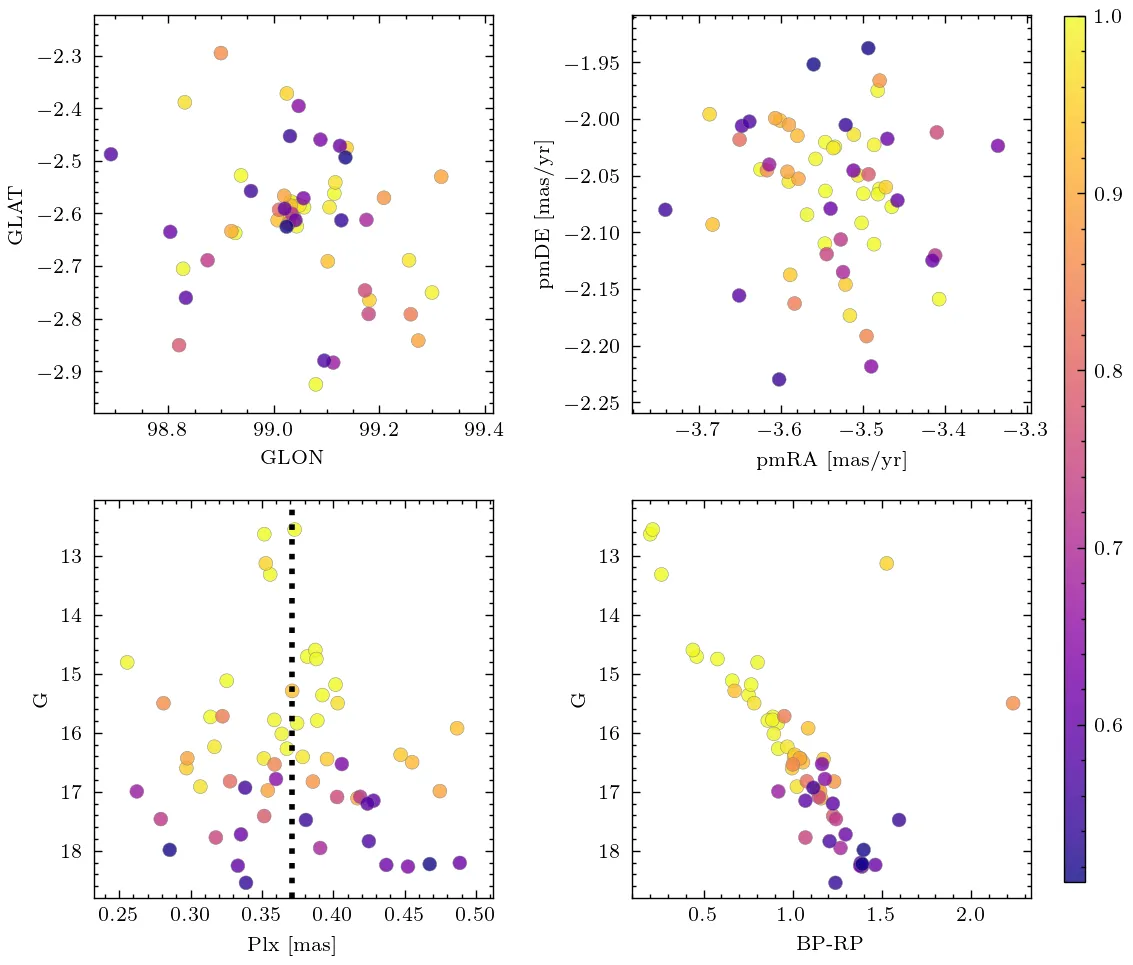 −2.3
−2.4
−2.5
−2.6
−2.7
−2.8
−2.9
GLAT
98.8 99.0 99.2 99.4
GLON
−1.95
−2.00
−2.05
−2.10
−2.15
−2.20
−2.25
pmDE [mas/yr]
−3.7 −3.6 −3.5 −3.4 −3.3
pmRA [mas/yr]
1.0
0.9
0.8
0.7
0.6
13
14
15
16
17
18
G
0.25 0.30 0.35 0.40 0.45 0.50
Plx [mas]
13
14
15
16
17
18
G
0.5 1.0 1.5 2.0
BP-RP